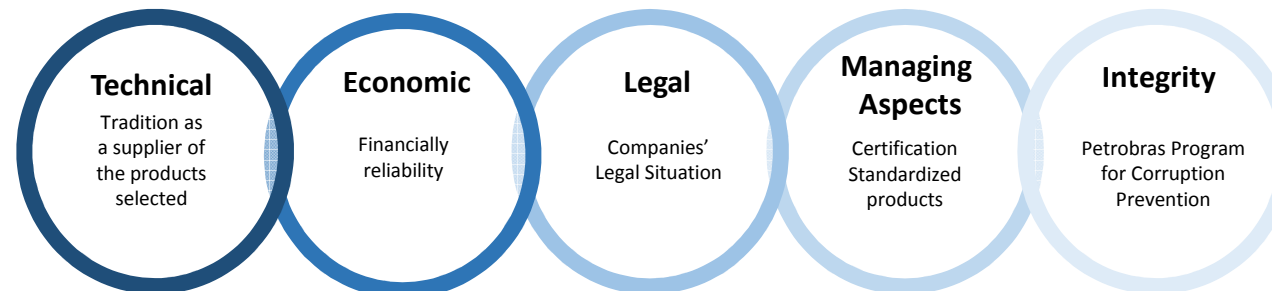 Technical
Tradition as
a supplier of
the products
selected
Economic
Financially
reliability
Legal
Companies’
Legal Situation
Managing
Aspects
Certification
Standardized
products
Integrity
Petrobras Program
for Corruption
Prevention